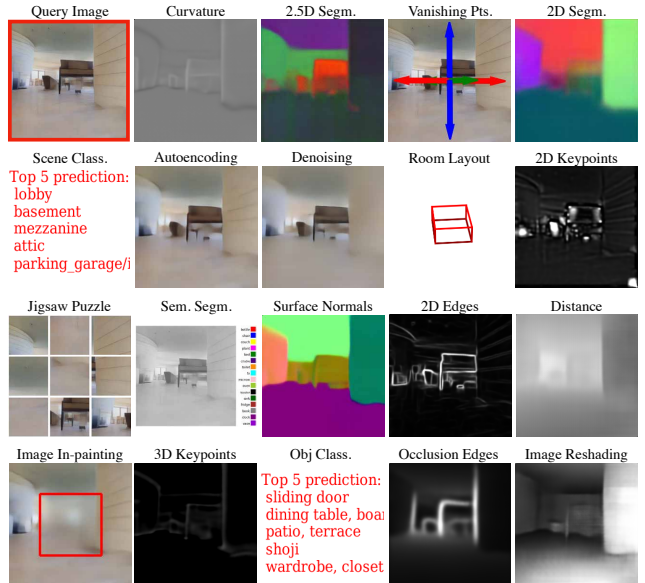 Query Image
Curvature
2.5D Segm.
Vanishing Pts.
2D Segm.
Scene Class.
Autoencoding
Denoising
Room Layout
2D Keypoints
Top 5 prediction:
lobby
basement
mezzanine
attic
parking_garage/i
Jigsaw Puzzle
Sem. Segm.
Surface Normals
2D Edges
Distance
Image In-painting
3D Keypoints
Obj Class.
Occlusion Edges
Image Reshading
Top 5 prediction:
sliding door
dining table, boar
patio, terrace
shoji
wardrobe, closet